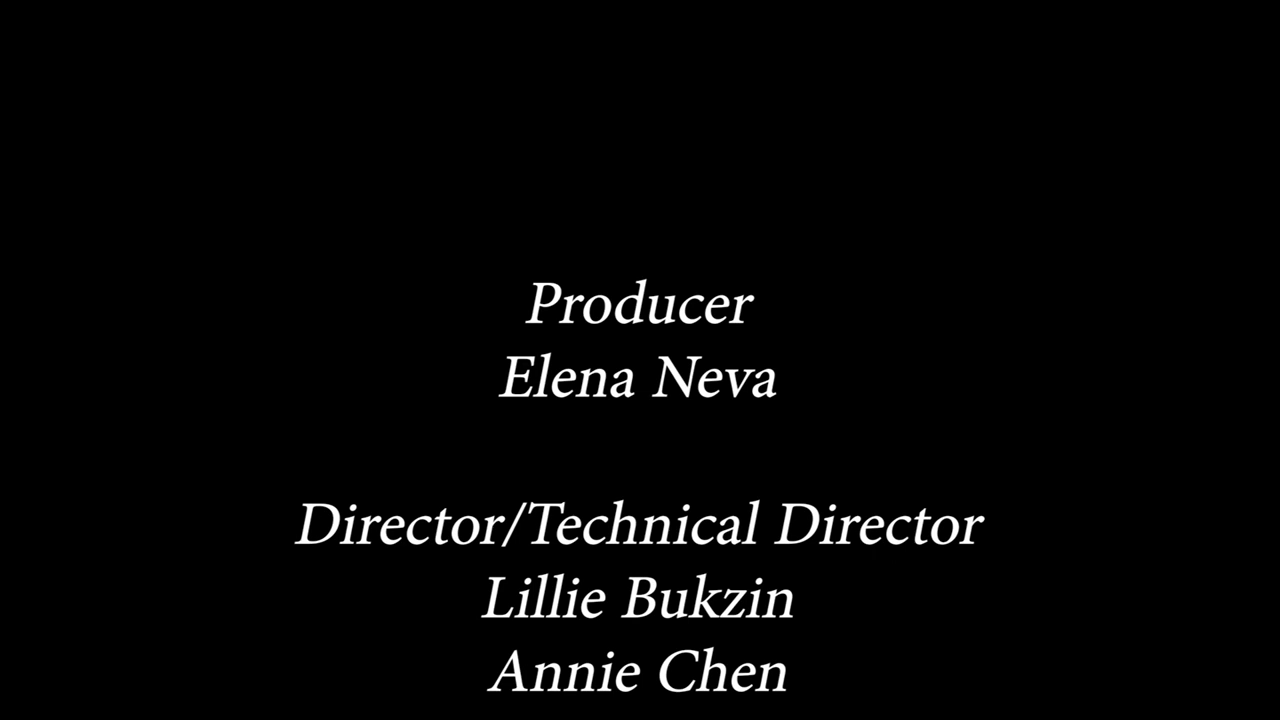 Producer
Elena Neva
Director/Technical Director
Lillie Bukzin
Annie Chen